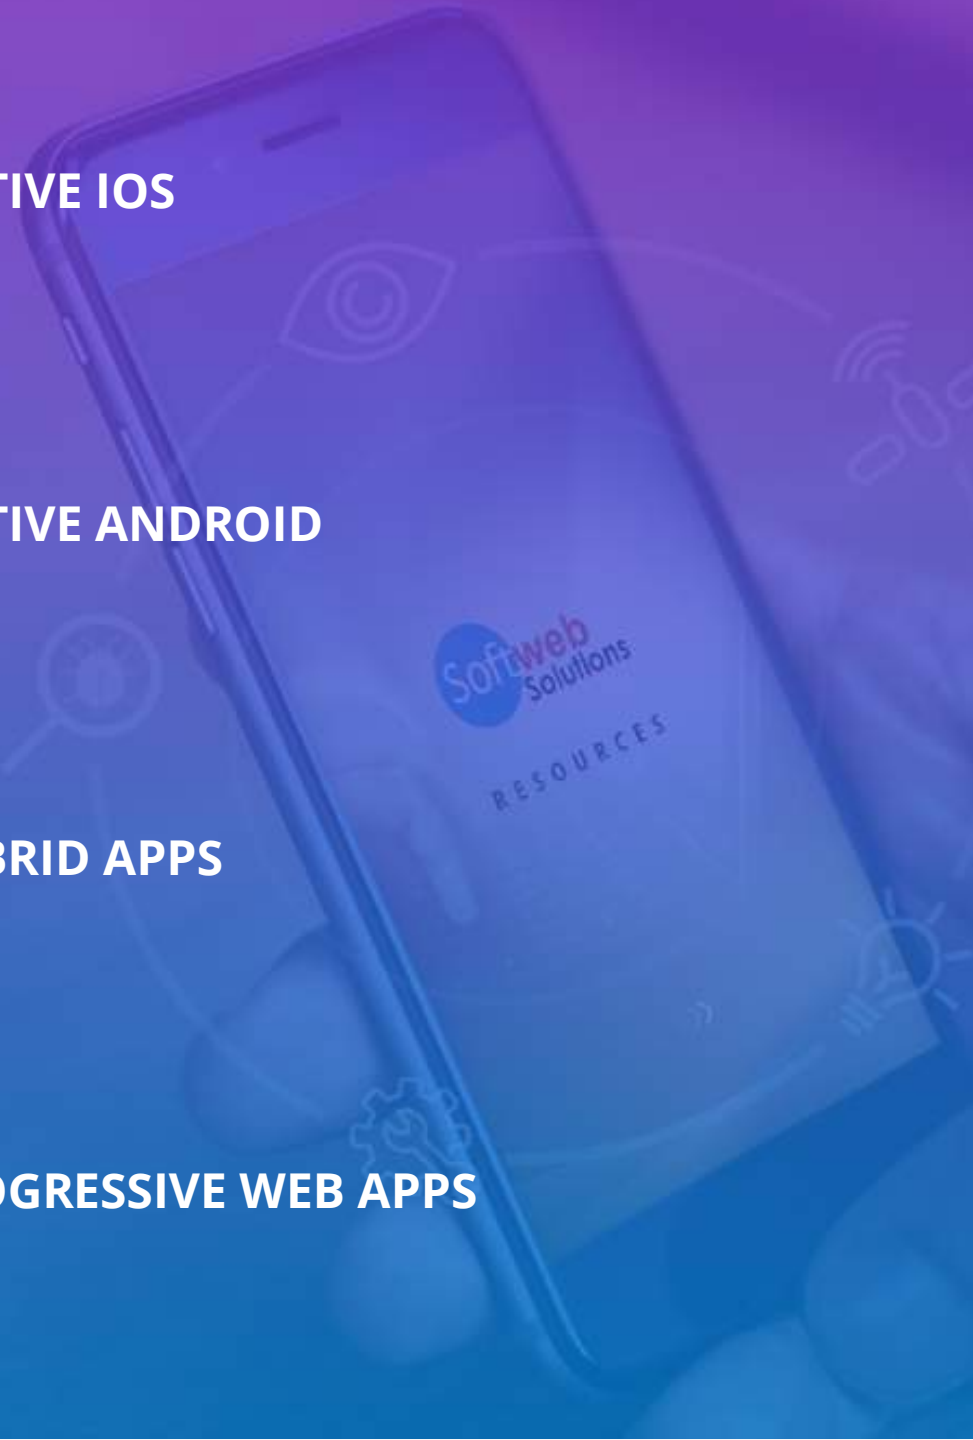 TIVE IOS
TIVE ANDROID
Softweb
Solutions
RESOURCES
BRID APPS
OGRESSIVE WEB APPS